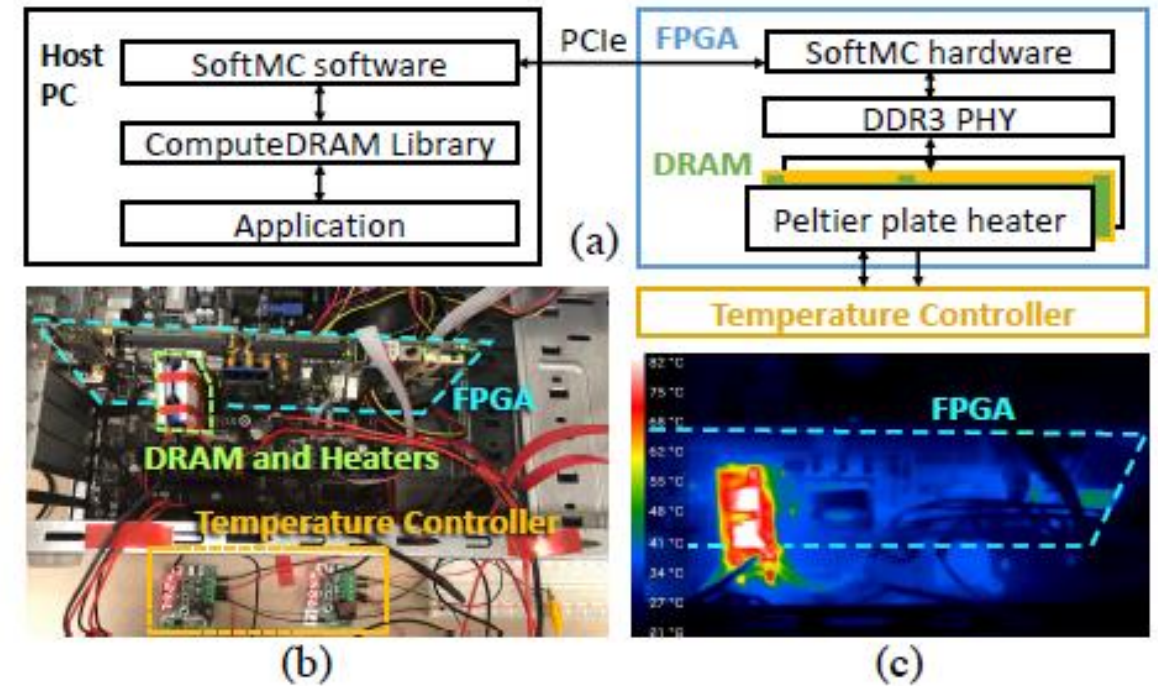 Host
PC
SoftMC software
ComputeDRAM Library
Application
PCIe
FPGA
SoftMC hardware
DDR3 PHY
DRAM
Peltier plate heater
(a)
Temperature Controller
FPGA
DRAM and Heaters
Temperature Controller
(b)
82 °C
75 °C
68 °C
62 °C
55 °C
48 °C
41 °C
34 °C
27 °C
21 °C
FPGA
(c)